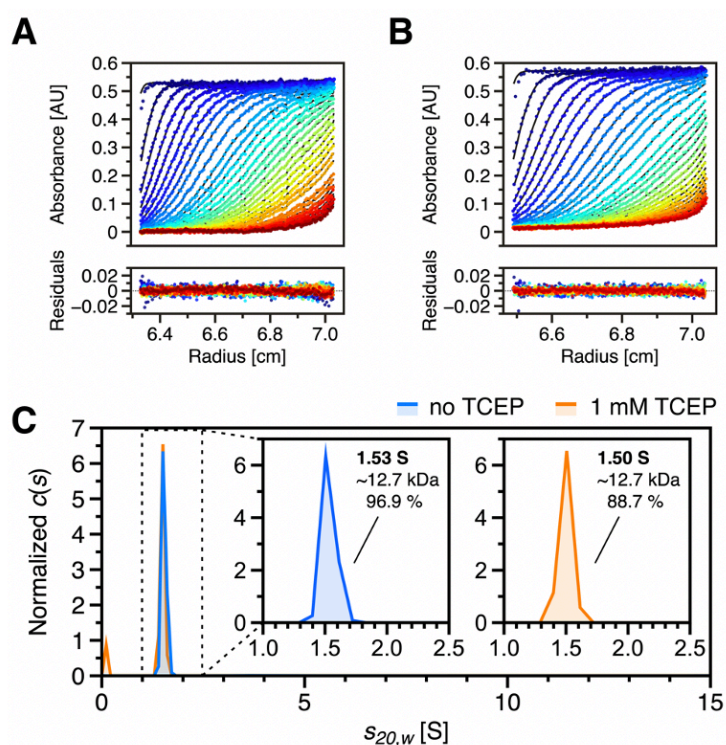 A
B
0.6
0.5
0.4
0.3
0.2
0.1
0
Absorbance [AU]
0.02
0
−0.02
Residuals
6.4 6.6 6.8 7.0
Radius [cm]
0.6
0.5
0.4
0.3
0.2
0.1
0
Absorbance [AU]
0.02
0
−0.02
Residuals
6.6 6.8 7.0
Radius [cm]
no TCEP 1 mM TCEP
C
7
6
5
4
3
2
1
0
Normalized c(s)
0 5 10 15
s20,w [S]
6
4
2
0
1.0 1.5 2.0 2.5
1.53 S
~12.7 kDa
96.9 %
6
4
2
0
1.0 1.5 2.0 2.5
1.50 S
~12.7 kDa
88.7 %